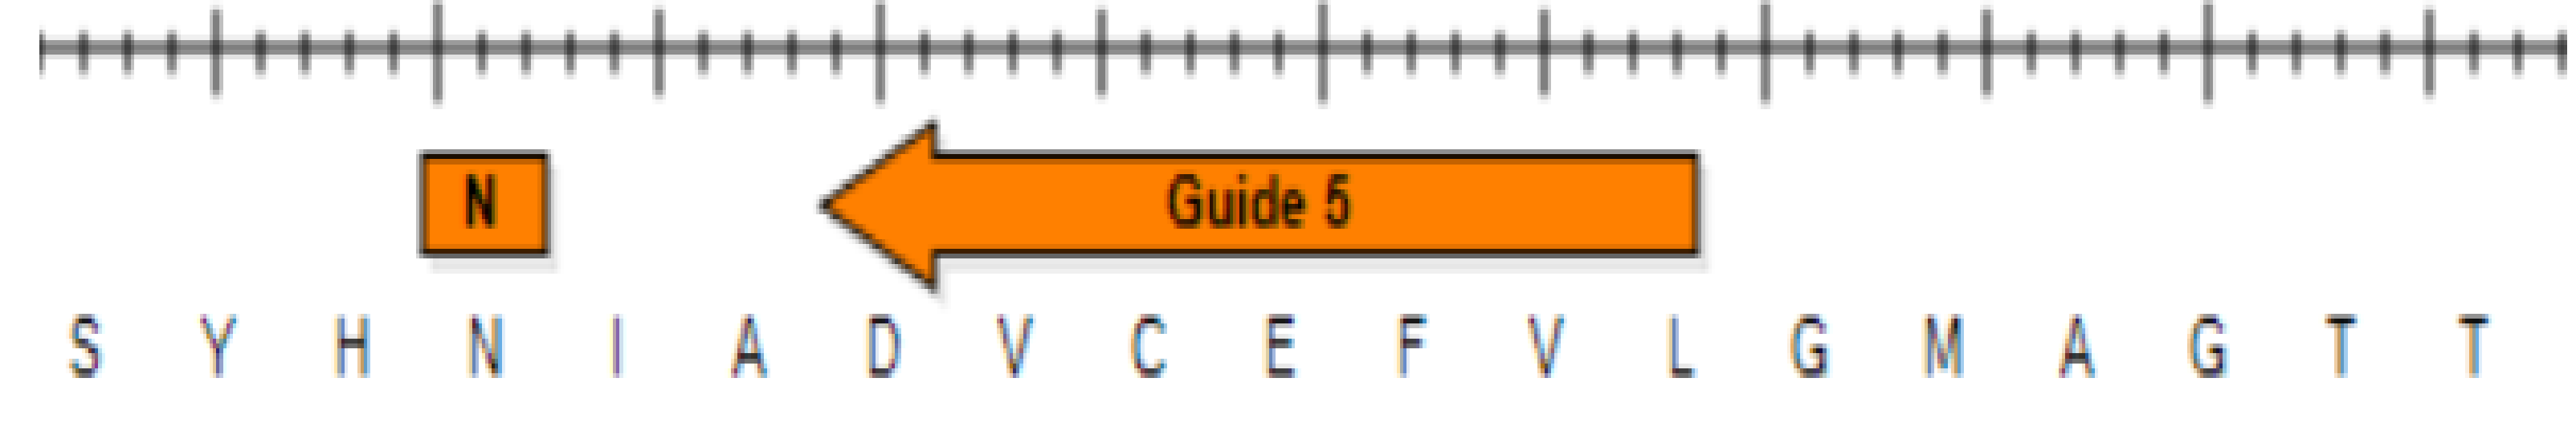 N Guide 5
S Y H N I A D V C E F V L G M A G T T